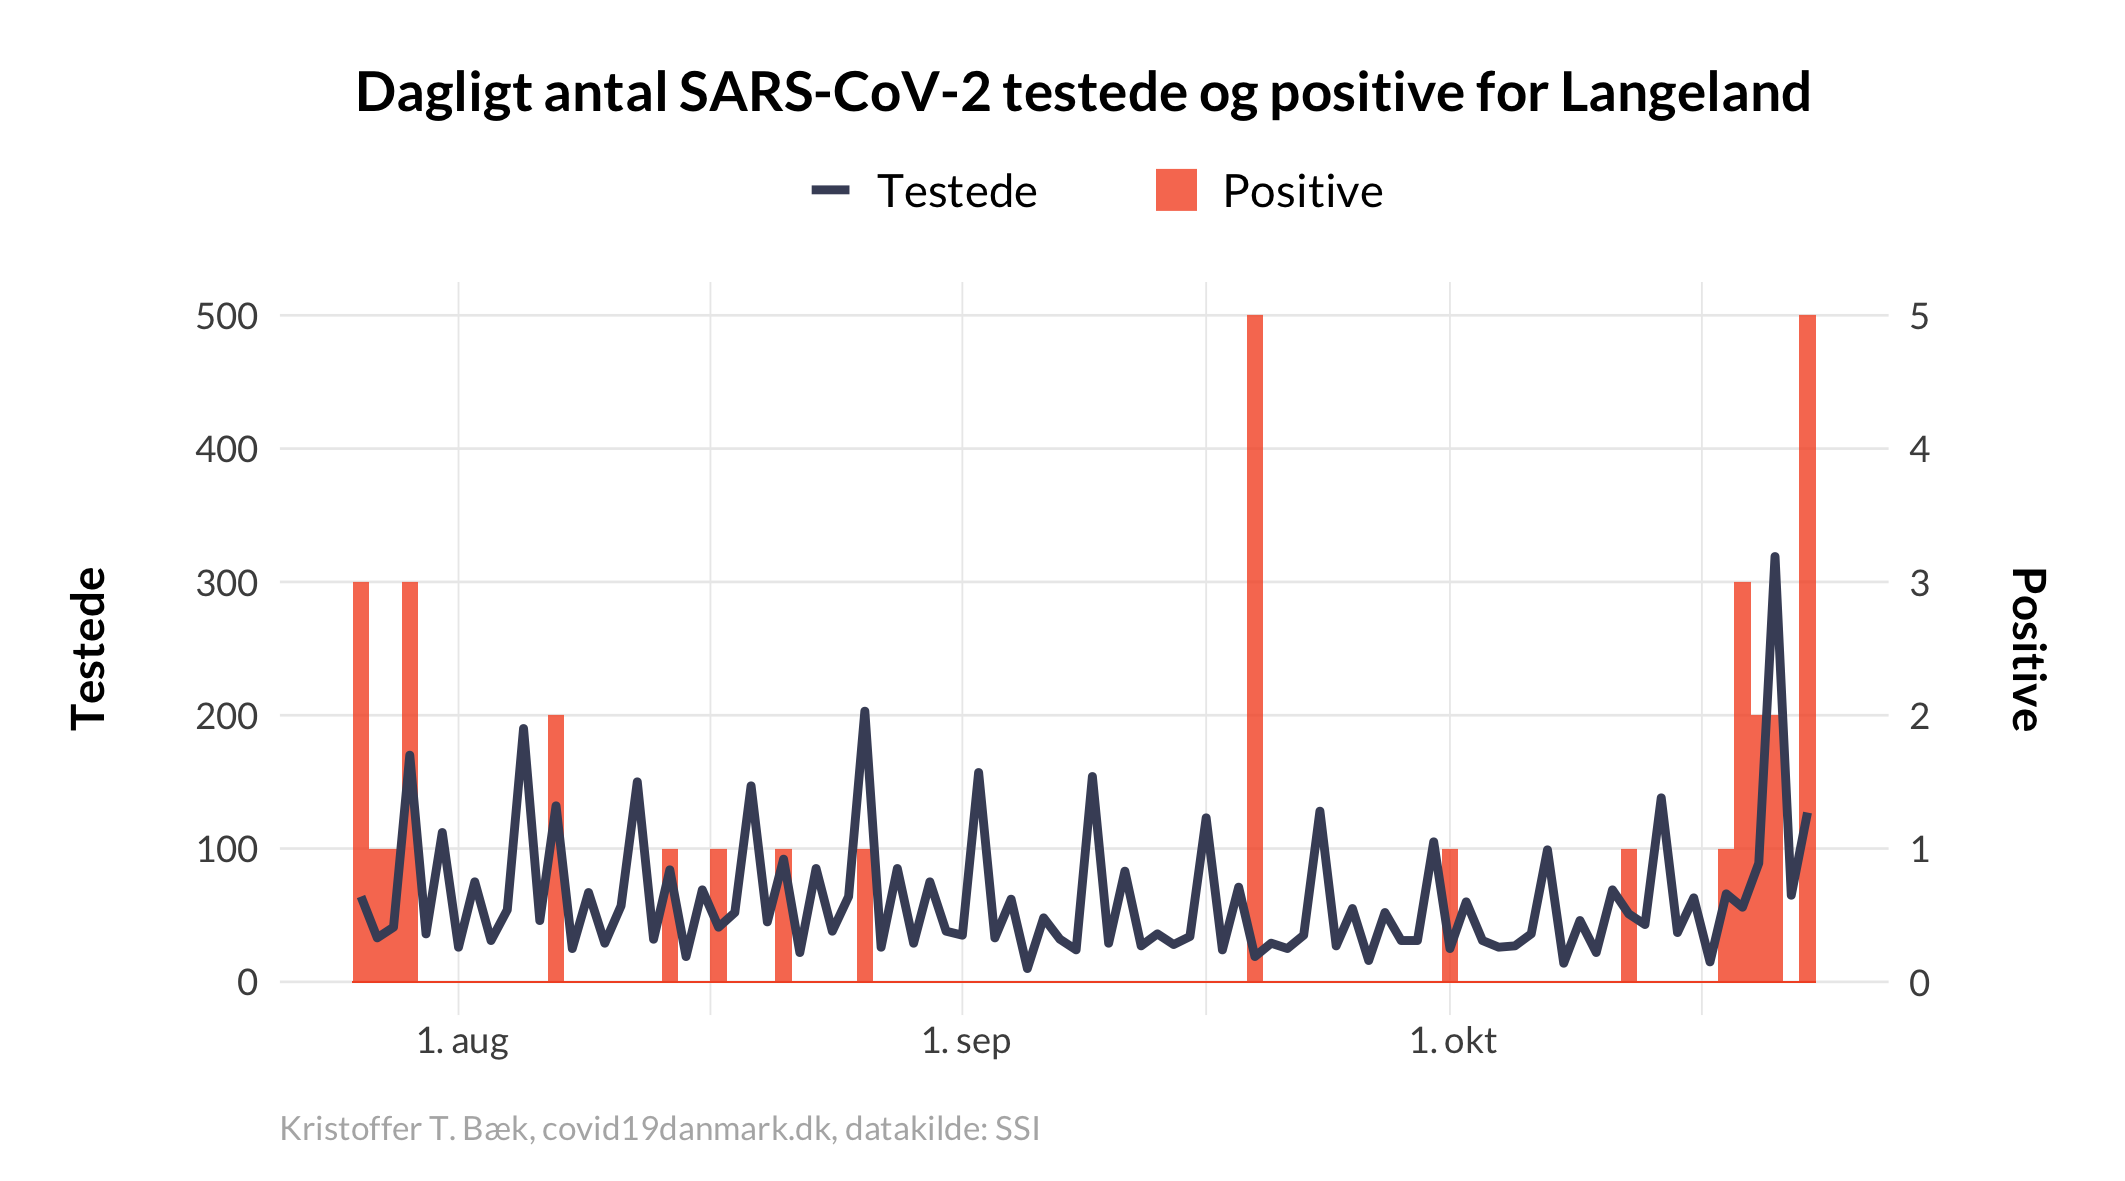 Dagligt antal SARS-CoV-2 testede og positive for Langeland
Testede
Positive
500
400
300
200
100
0
Testede
5
4
3
2
1
0
Positive
1. aug
1. sep
1. okt
Kristoffer T. Bæk, covid19danmark.dk, datakilde: SSI